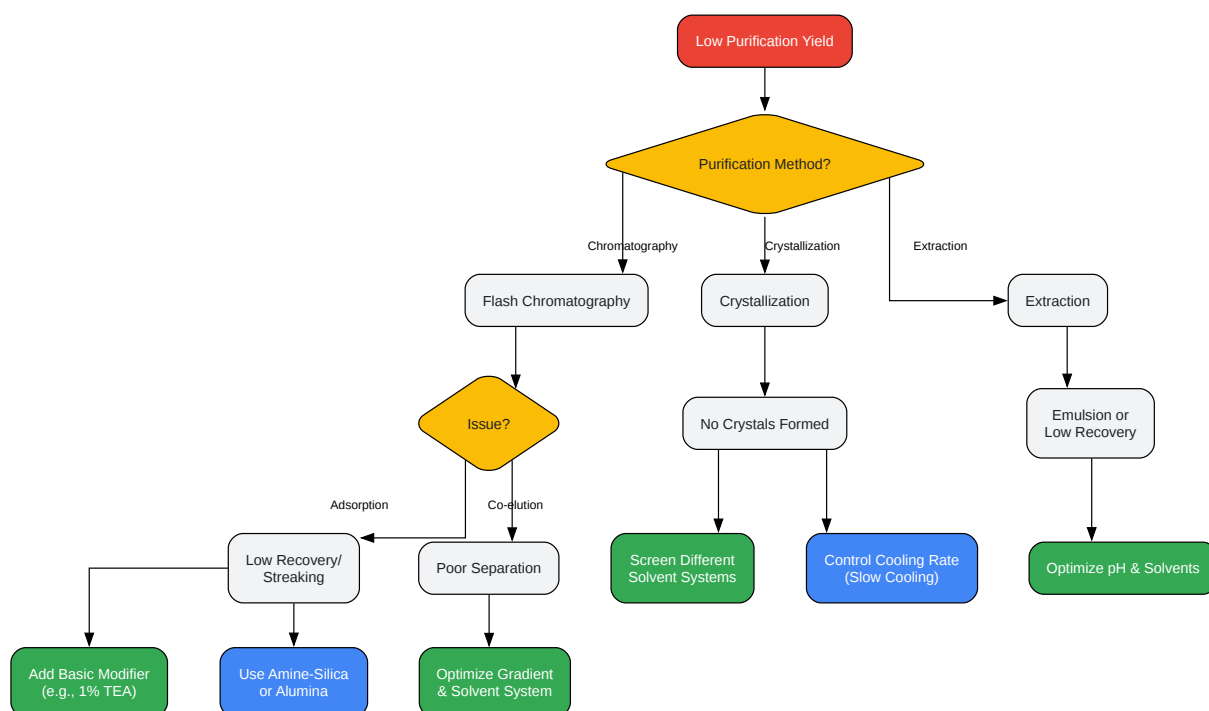 Low Purification Yield
Purification Method?
Chromatography
Crystallization
Extraction
Flash Chromatography
Crystallization
Extraction
Issue?
No Crystals Formed
Emulsion or
Low Recovery
Adsorption
Co-elution
Low Recovery/
Streaking
Poor Separation
Screen Different
Solvent Systems
Control Cooling Rate
(Slow Cooling)
Optimize pH & Solvents
Add Basic Modifier
(e.g., 1% TEA)
Use Amine-Silica
or Alumina
Optimize Gradient
& Solvent System